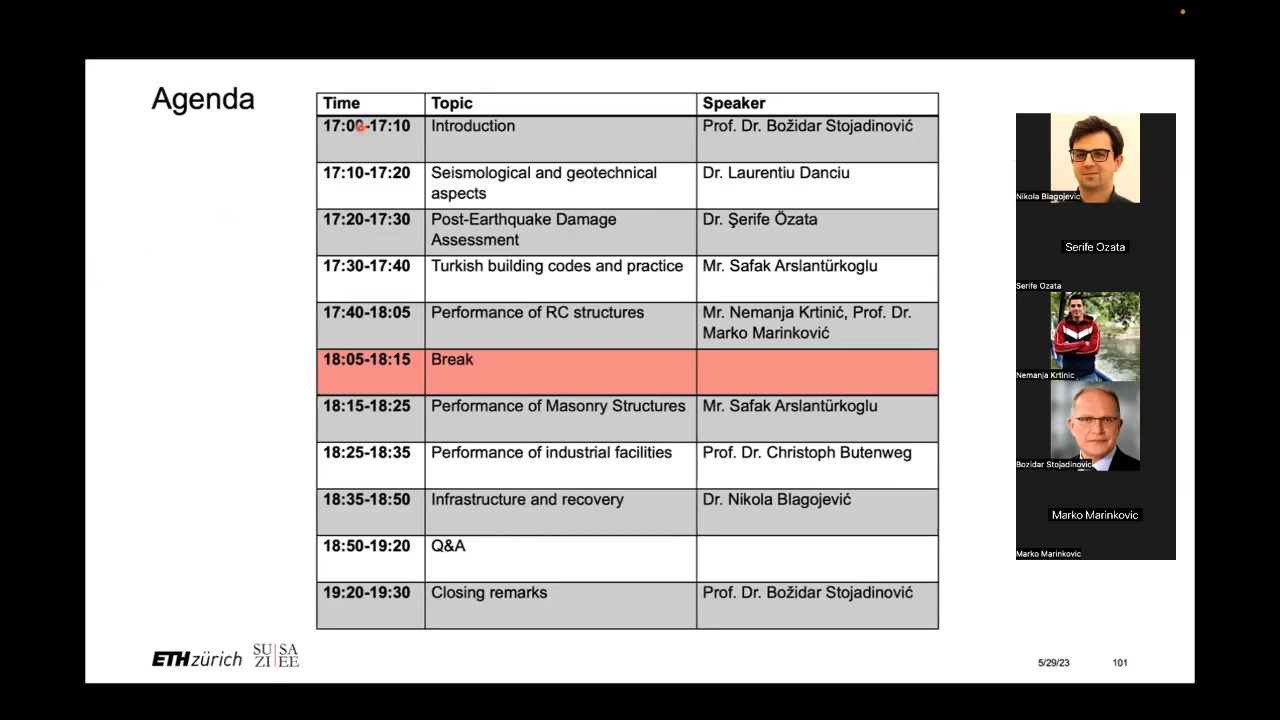 Agenda
Time Topic Speaker
17:00-17:10 Introduction Prof. Dr. Božidar Stojadinović
17:10-17:20 Seismological and geotechnical aspects Dr. Laurentiu Danciu
17:20-17:30 Post-Earthquake Damage Assessment Dr. Şerife Özata
17:30-17:40 Turkish building codes and practice Mr. Safak Arslantürkoglu
17:40-18:05 Performance of RC structures Mr. Nemanja Krtinić, Prof. Dr. Marko Marinković
18:05-18:15 Break
18:15-18:25 Performance of Masonry Structures Mr. Safak Arslantürkoglu
18:25-18:35 Performance of industrial facilities Prof. Dr. Christoph Butenweg
18:35-18:50 Infrastructure and recovery Dr. Nikola Blagojević
18:50-19:20 Q&A
19:20-19:30 Closing remarks Prof. Dr. Božidar Stojadinović
Nikola Blagojevic
Serife Ozata
Serife Ozata
Nemanja Krtinic
Bozidar Stojadinovic
Marko Marinkovic
Marko Marinkovic
ETH zürich
SU|SA
ZI|EE
5/29/23
101